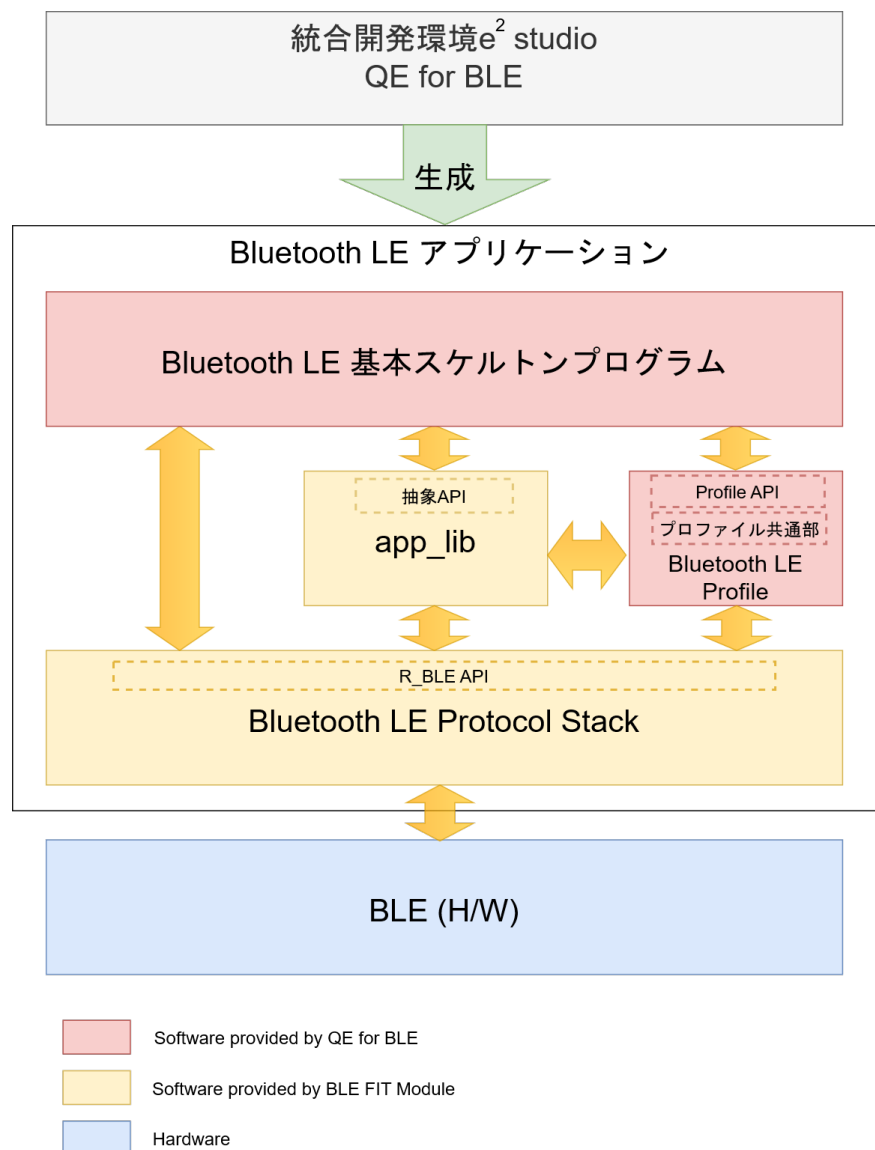 統合開発環境e² studio
QE for BLE
生成
Bluetooth LE アプリケーション
Bluetooth LE 基本スケルトンプログラム
抽象API
app_lib
Profile API
プロファイル共通部
Bluetooth LE
Profile
R_BLE API
Bluetooth LE Protocol Stack
BLE (H/W)
Software provided by QE for BLE
Software provided by BLE FIT Module
Hardware